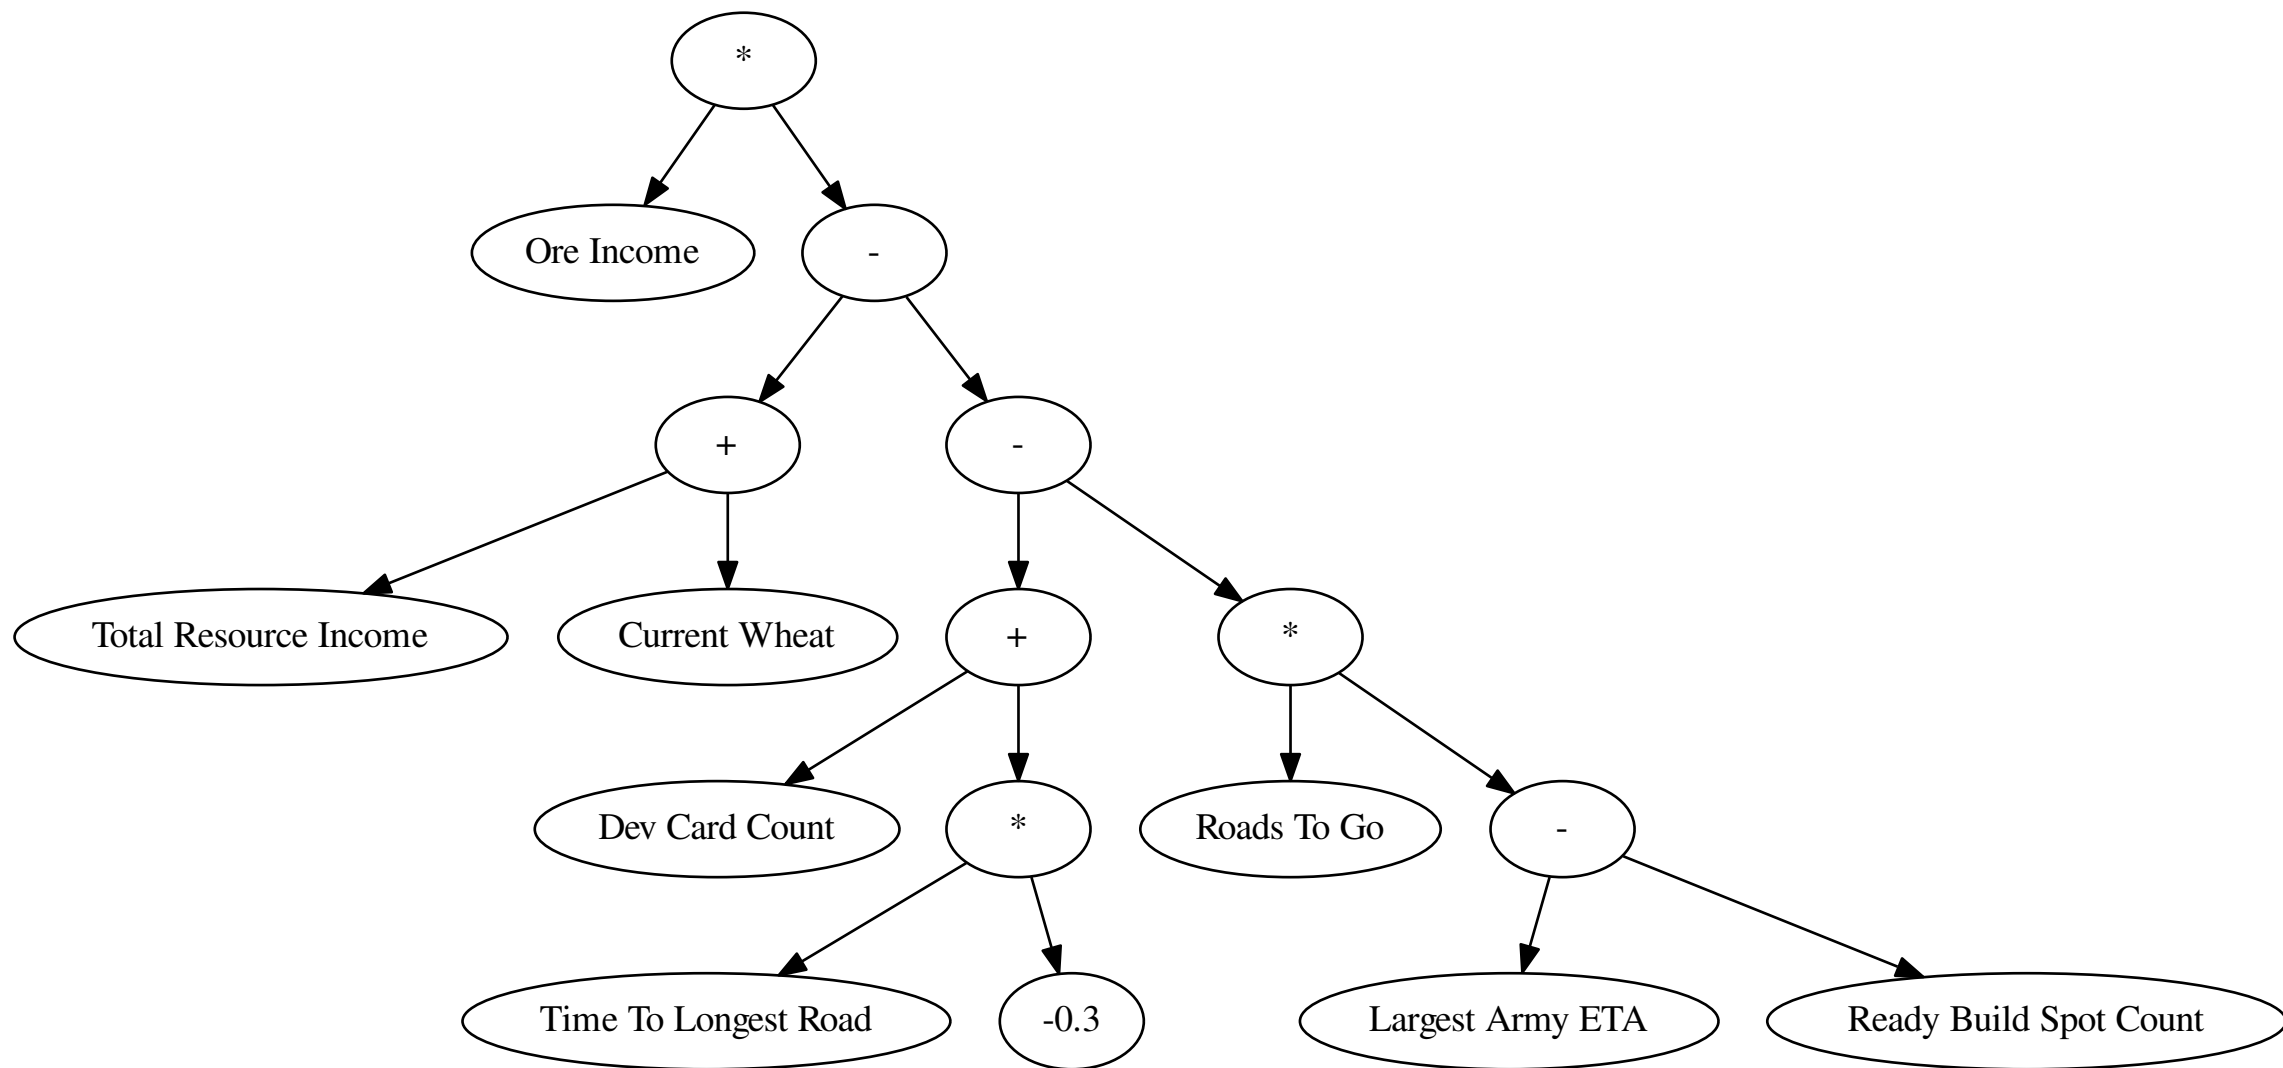 *
Ore Income
-
+
-
Total Resource Income
Current Wheat
+
*
Dev Card Count
*
Roads To Go
-
Time To Longest Road
-0.3
Largest Army ETA
Ready Build Spot Count